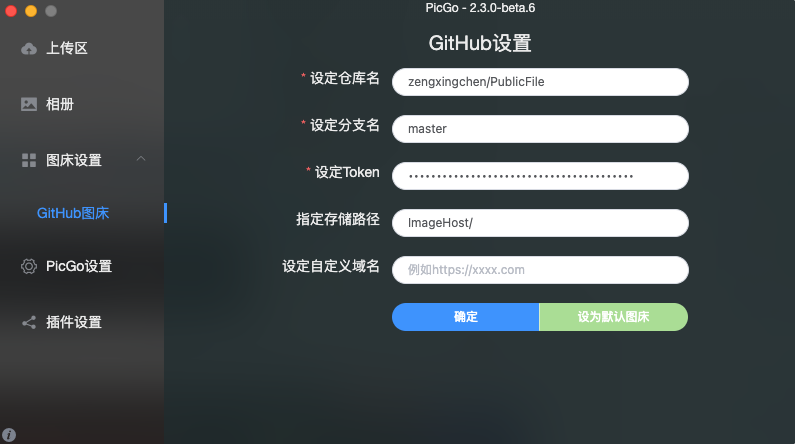 PicGo - 2.3.0-beta.6
上传区
相册
图床设置
GitHub图床
PicGo设置
插件设置
GitHub设置
* 设定仓库名 zengxingchen/PublicFile
* 设定分支名 master
* 设定Token ••••••••••••••••••••••••••••••••••••••••
指定存储路径 ImageHost/
设定自定义域名 例如https://xxxx.com
确定 设为默认图床